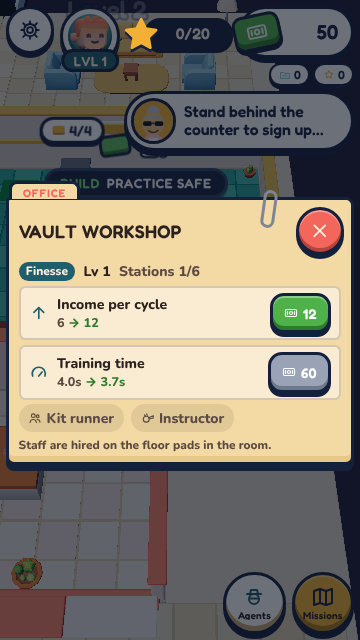 Level 2
LVL 1
0/20
50
0
0
4/4
Stand behind the
counter to sign up...
BUILD PRACTICE SAFE
OFFICE
VAULT WORKSHOP
Finesse Lv 1 Stations 1/6
Income per cycle
6 → 12
12
Training time
4.0s → 3.7s
60
Kit runner
Instructor
Staff are hired on the floor pads in the room.
Agents
Missions